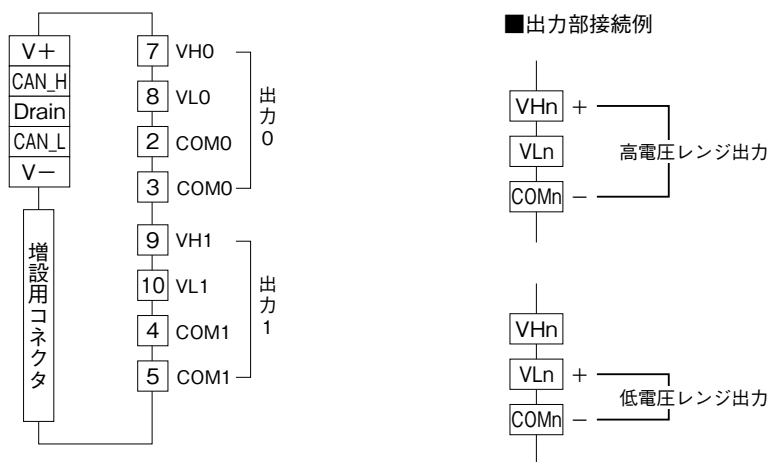 V+
CAN_H
Drain
CAN_L
V−
増設用コネクタ
7 VH0
8 VL0
2 COM0
3 COM0
出力0
9 VH1
10 VL1
4 COM1
5 COM1
出力1
■出力部接続例
VHn +
VLn
高電圧レンジ出力
COMn −
VHn
VLn +
低電圧レンジ出力
COMn −